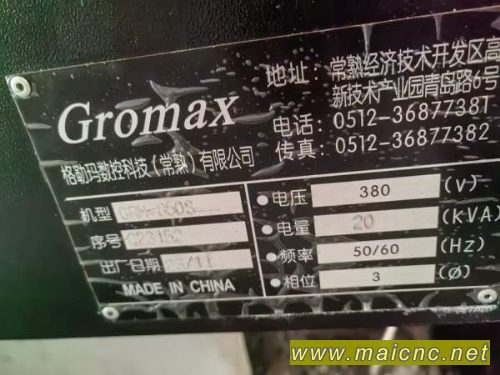 Gromax
格勒玛数控科技(常熟)有限公司
地址:常熟经济技术开发区高
新技术产业园青岛路6号
电话:0512-36877381
传真:0512-36877382
机型
序号
出厂日期
MADE IN CHINA
电压 380 (V)
电量 20 (KVA)
频率 50/60 (Hz)
相位 3 (Ø)
www.maicnc.net